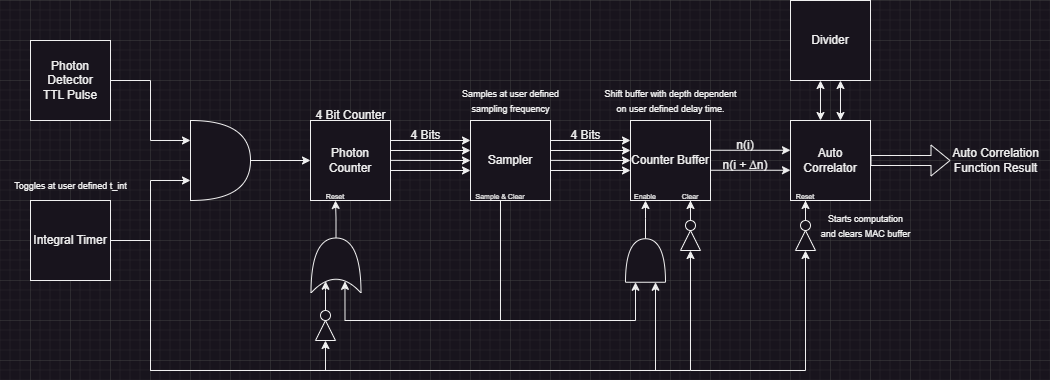 Divider
Photon
Detector
TTL Pulse
Samples at user defined
sampling frequency
Shift buffer with depth dependent
on user defined delay time.
4 Bit Counter
4 Bits
4 Bits
Photon
Counter
Reset
Sampler
Sample & Clear
Counter Buffer
Enable
Clear
n(i)
n(i + Δn)
Auto
Correlator
Reset
Auto Correlation
Function Result
Toggles at user defined t_int
Integral Timer
Starts computation
and clears MAC buffer